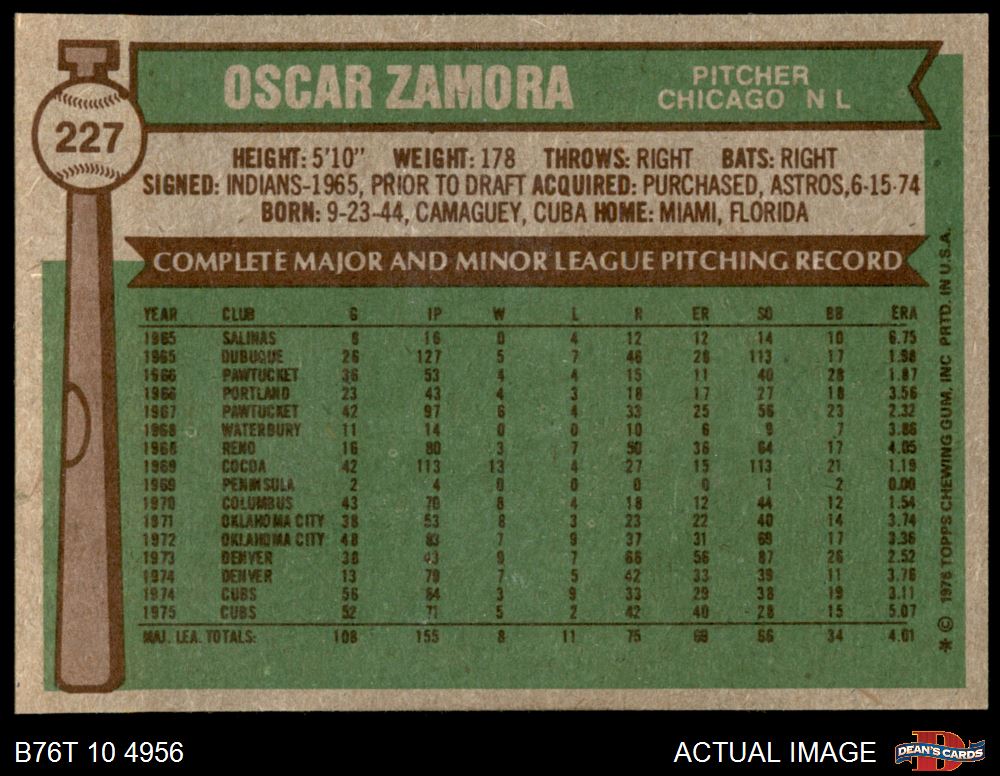 OSCAR ZAMORA
PITCHER
CHICAGO N L
227
HEIGHT: 5'10" WEIGHT: 178 THROWS: RIGHT BATS: RIGHT
SIGNED: INDIANS-1965, PRIOR TO DRAFT ACQUIRED: PURCHASED, ASTROS,6-15-74
BORN: 9-23-44, CAMAGUEY, CUBA HOME: MIAMI, FLORIDA
COMPLETE MAJOR AND MINOR LEAGUE PITCHING RECORD
YEAR CLUB G IP W L R ER SO BB ERA
1965 SALINAS 16 0 4 12 12 14 10 6.75
1965 DUBUQUE 26 127 5 7 46 28 113 17 1.98
1966 PAWTUCKET 36 53 4 4 15 11 40 28 1.87
1966 PORTLAND 23 43 4 3 18 17 27 18 3.56
1967 PAWTUCKET 42 97 6 4 33 25 56 23 2.32
1968 WATERBURY 11 14 0 0 10 6 9 7 3.86
1968 RENO 16 80 3 7 50 36 64 17 4.05
1969 COCOA 42 113 13 4 27 15 113 21 1.19
1969 PENINSULA 2 4 0 0 0 0 1 2 0.00
1970 COLUMBUS 43 70 8 4 18 12 44 12 1.54
1971 OKLAHOMA CITY 38 53 8 3 23 22 40 14 3.74
1972 OKLAHOMA CITY 48 83 7 9 37 31 69 17 3.36
1973 DENVER 38 9 7 66 56 87 26 2.52
1974 DENVER 13 79 7 5 42 33 39 11 3.76
1974 CUBS 56 84 3 9 33 29 38 19 3.11
1975 CUBS 52 71 5 2 42 40 28 15 5.07
MAJ. LEA. TOTALS: 108 155 8 11 75 69 66 34 4.01
* © 1976 TOPPS CHEWING GUM, INC PRTD. IN U.S.A.
B76T 10 4956
ACTUAL IMAGE
DEAN'S CARDS